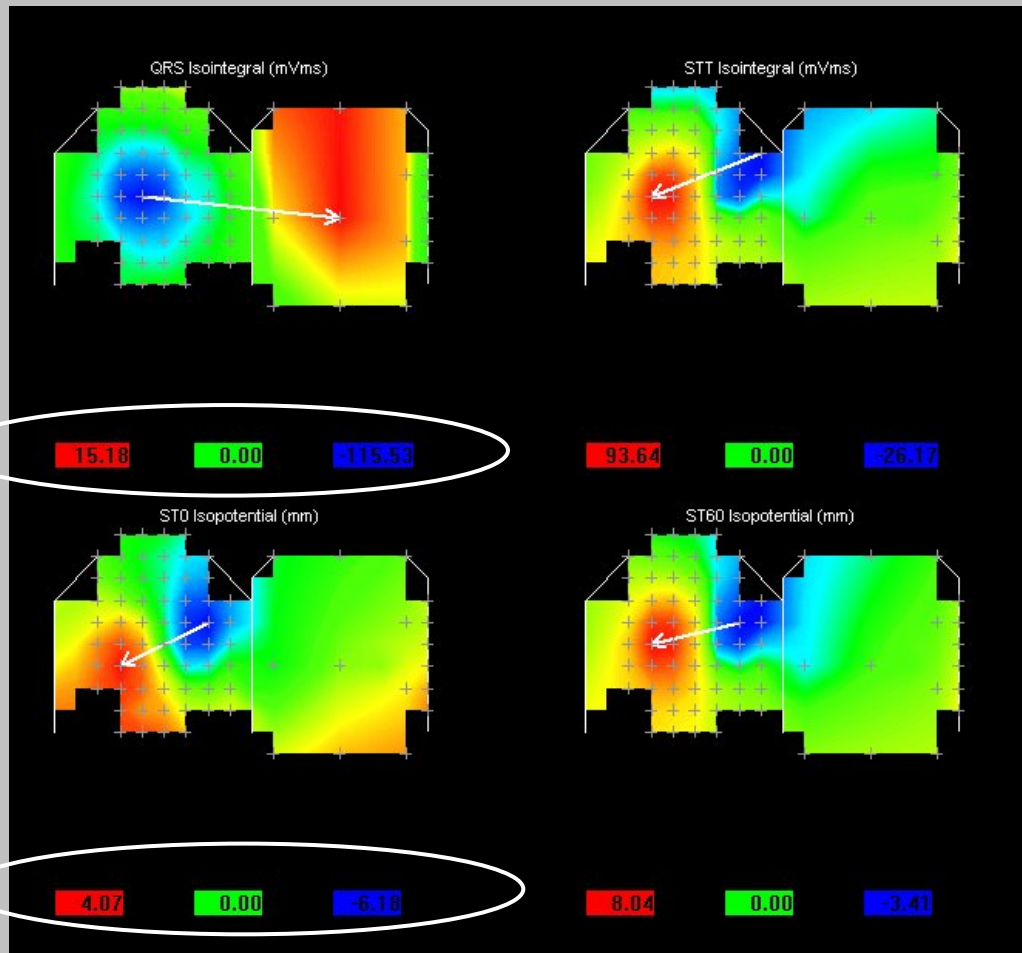 QRS Isointegral (mVms)
STT Isointegral (mVms)
15.18 0.00 -115.53
93.64 0.00 -26.17
ST0 Isopotential (mm)
ST60 Isopotential (mm)
4.07 0.00 -6.18
8.04 0.00 -3.41